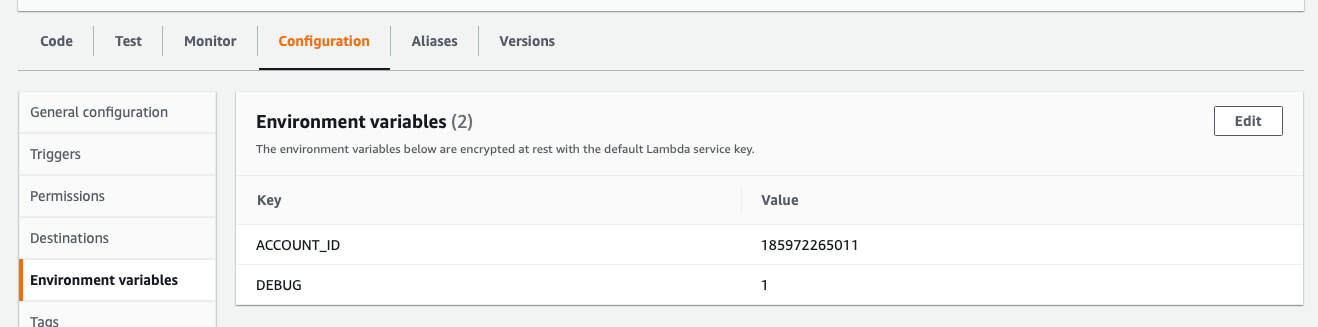 Code Test Monitor Configuration Aliases Versions
General configuration
Triggers
Permissions
Destinations
Environment variables
Tags
Environment variables (2)
Edit
The environment variables below are encrypted at rest with the default Lambda service key.
Key Value
ACCOUNT_ID 185972265011
DEBUG 1